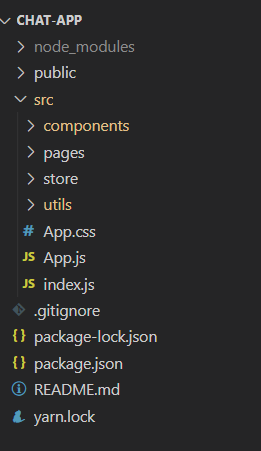 CHAT-APP
node_modules
public
src
components
pages
store
utils
# App.css
JS App.js
JS index.js
.gitignore
{} package-lock.json
{} package.json
README.md
yarn.lock